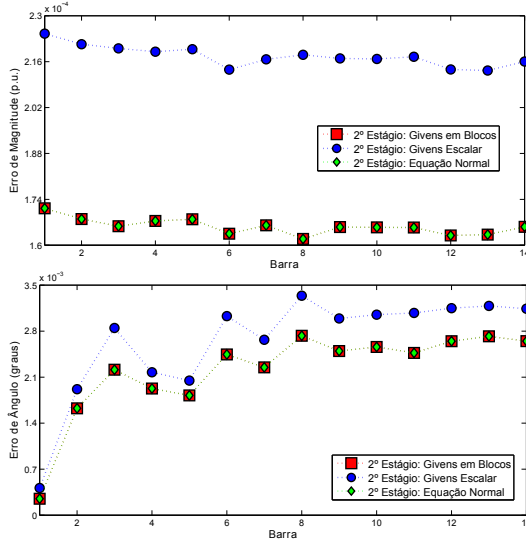 x 10⁻⁴
2.3
2.16
2.02
1.88
1.74
1.6
Erro de Magnitude (p.u.)
2 4 6 8 10 12 14
Barra
2º Estágio: Givens em Blocos
2º Estágio: Givens Escalar
2º Estágio: Equação Normal
x 10⁻³
3.5
2.8
2.1
1.4
0.7
0
Erro de Ângulo (graus)
2 4 6 8 10 12 14
Barra
2º Estágio: Givens em Blocos
2º Estágio: Givens Escalar
2º Estágio: Equação Normal